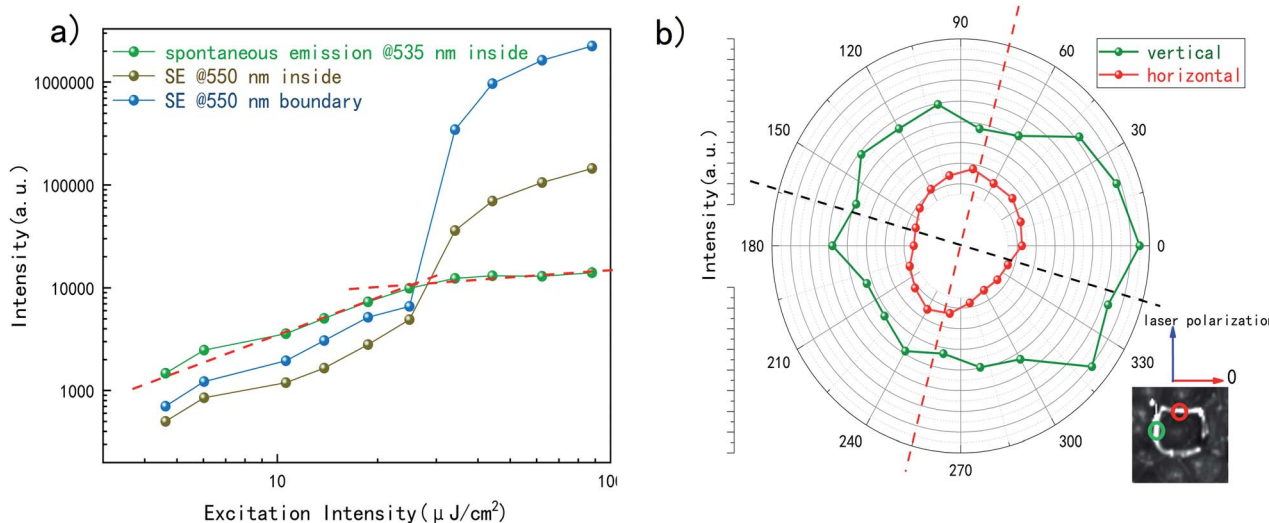 a)
spontaneous emission @535 nm inside
SE @550 nm inside
SE @550 nm boundary
1000000
100000
10000
1000
Intensity(a.u.)
10
100
Excitation Intensity(μJ/cm²)
b)
vertical
horizontal
90
60
30
0
330
300
270
240
210
180
150
120
Intensity(a.u.)
laser polarization
0